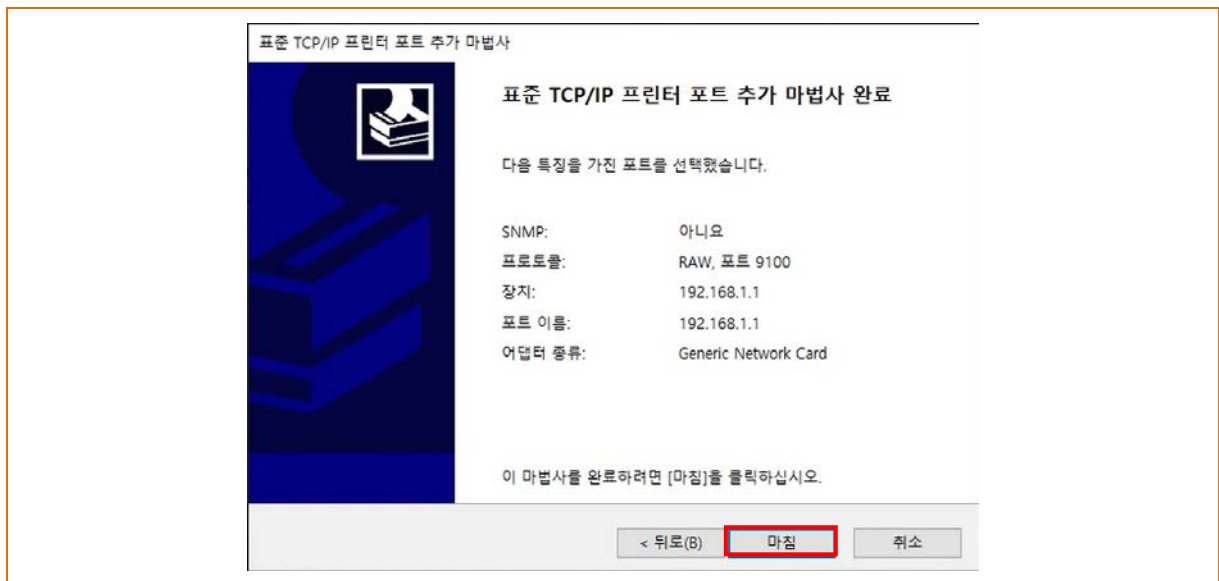 표준 TCP/IP 프린터 포트 추가 마법사
표준 TCP/IP 프린터 포트 추가 마법사 완료
다음 특징을 가진 포트를 선택했습니다.
SNMP: 아니요
프로토콜: RAW, 포트 9100
장치: 192.168.1.1
포트 이름: 192.168.1.1
어댑터 종류: Generic Network Card
이 마법사를 완료하려면 [마침]을 클릭하십시오.
< 뒤로(B) 마침 취소